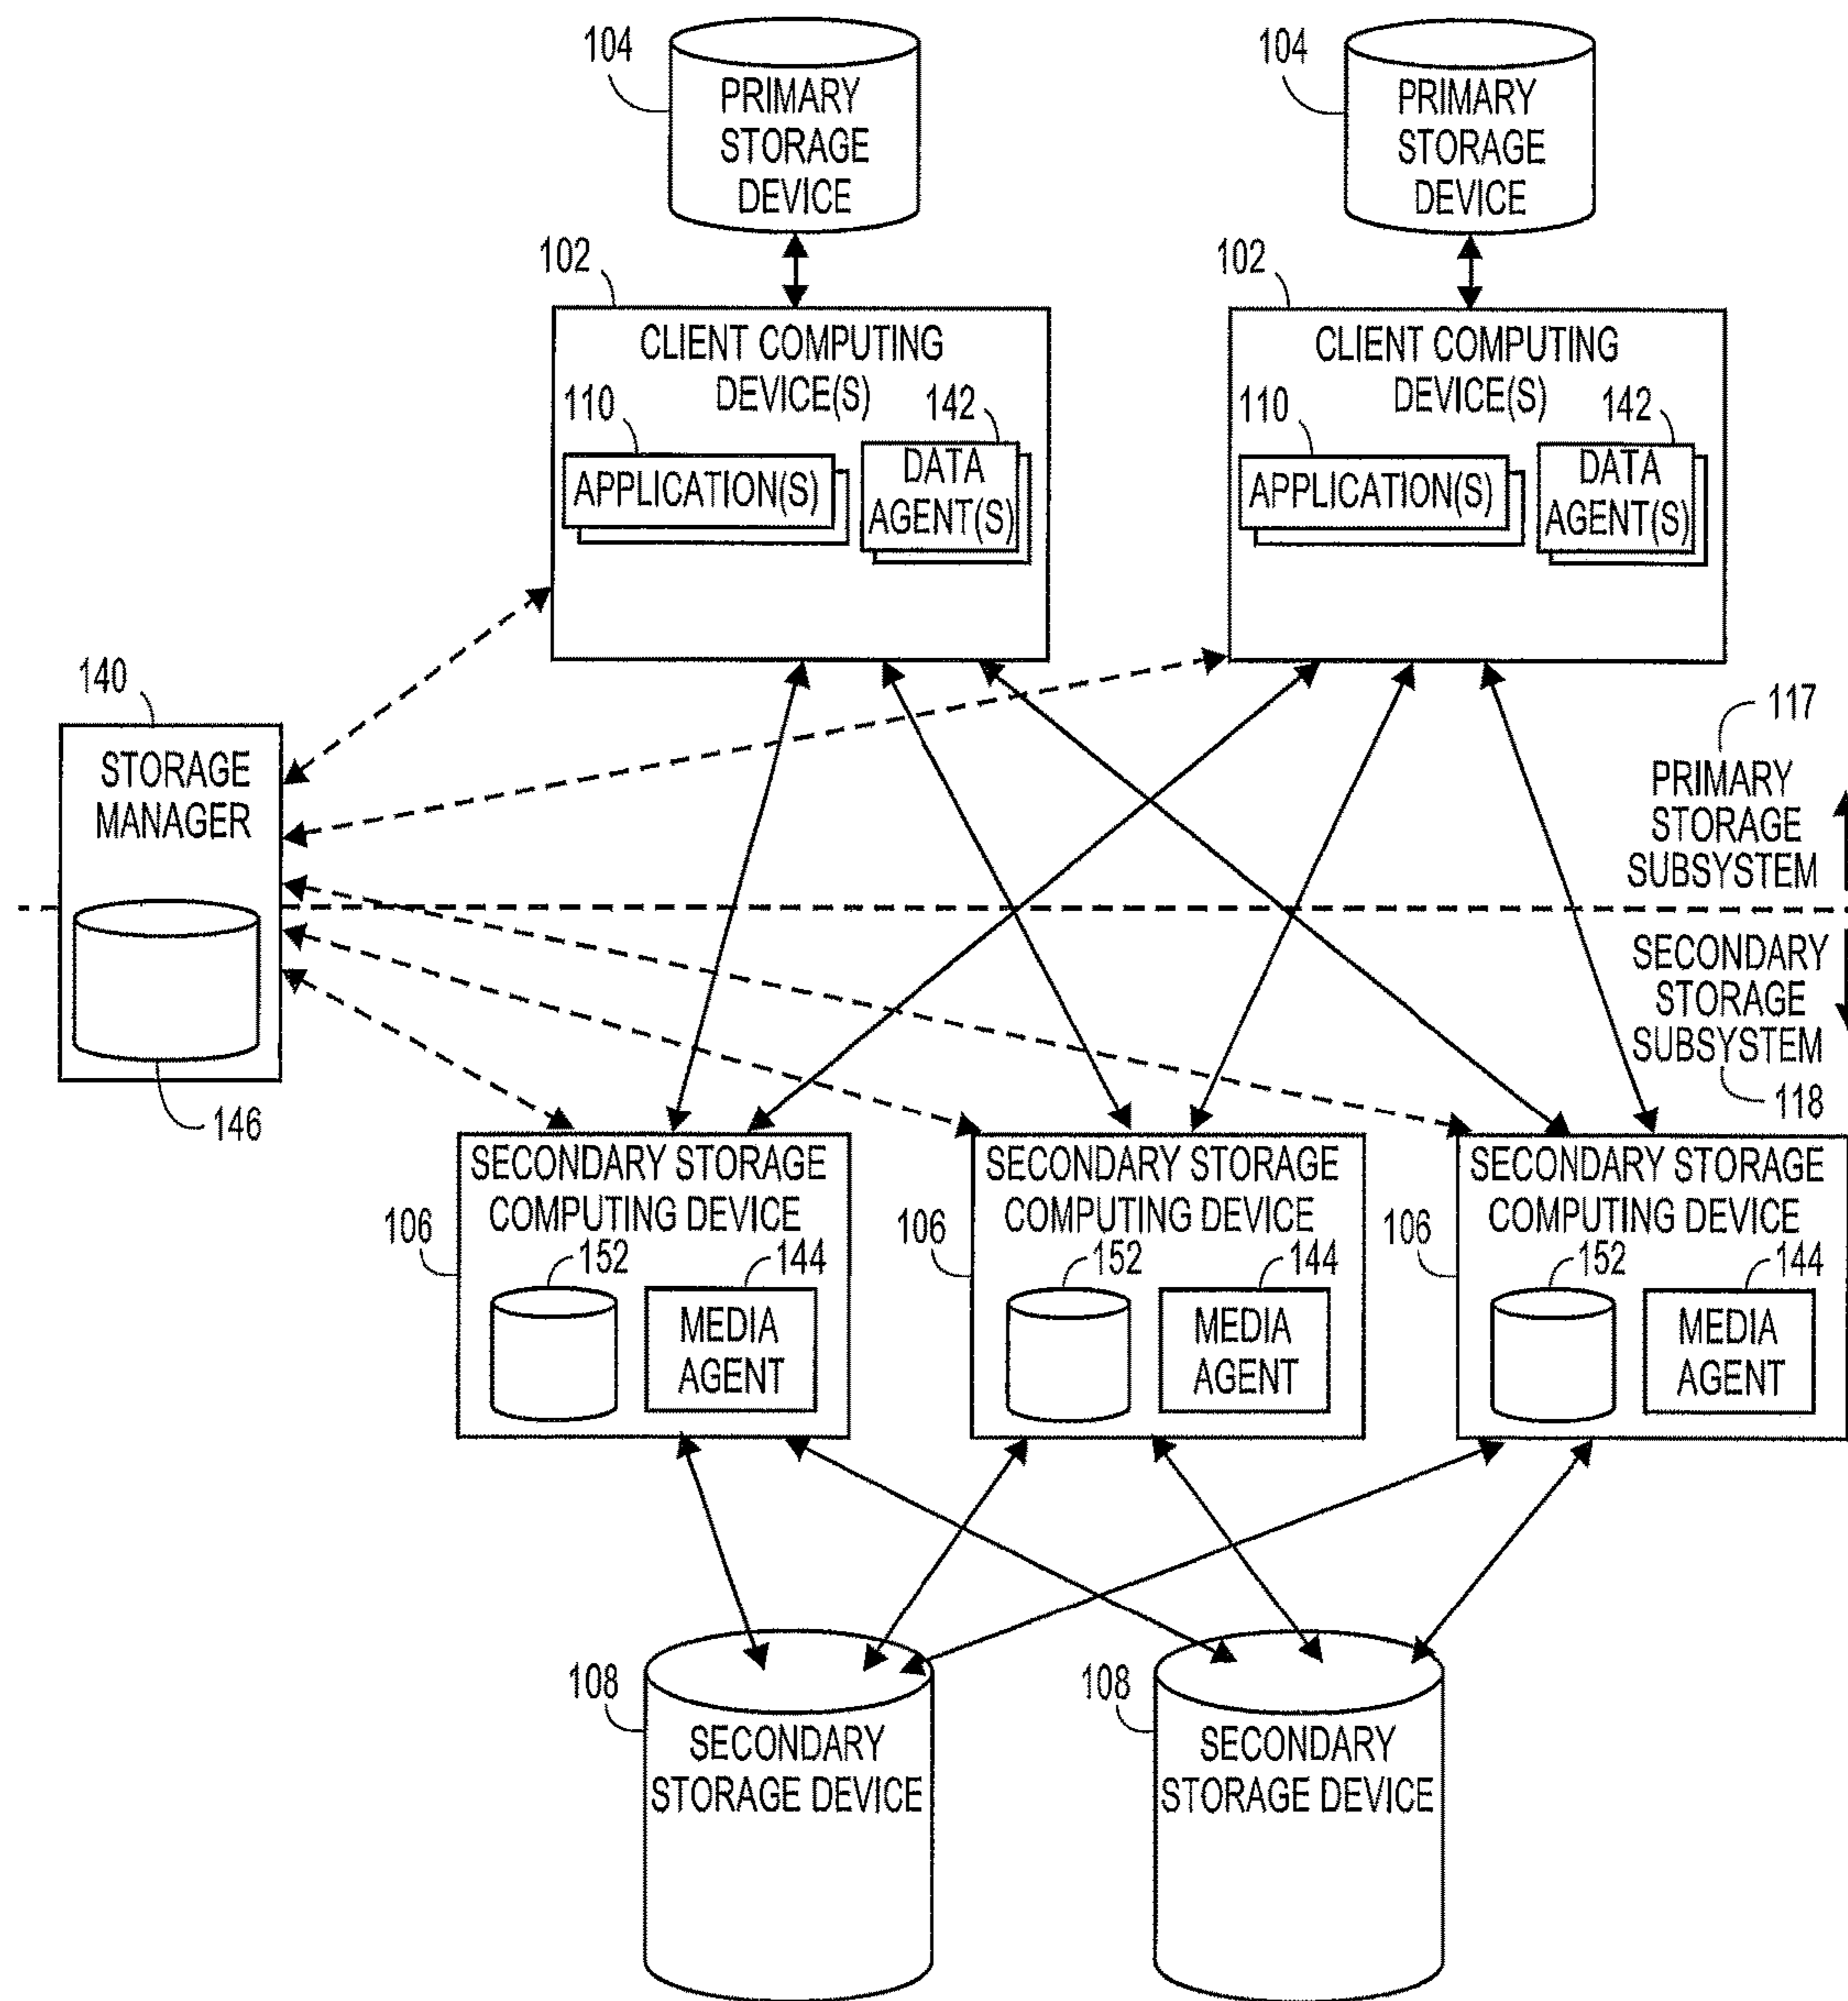 104
PRIMARY
STORAGE
DEVICE
104
PRIMARY
STORAGE
DEVICE
102
CLIENT COMPUTING
DEVICE(S)
110
142
APPLICATION(S)
DATA
AGENT(S)
102
CLIENT COMPUTING
DEVICE(S)
110
142
APPLICATION(S)
DATA
AGENT(S)
140
STORAGE
MANAGER
146
117
PRIMARY
STORAGE
SUBSYSTEM
SECONDARY
STORAGE
SUBSYSTEM
118
SECONDARY STORAGE
COMPUTING DEVICE
106
152
144
MEDIA
AGENT
SECONDARY STORAGE
COMPUTING DEVICE
106
152
144
MEDIA
AGENT
SECONDARY STORAGE
COMPUTING DEVICE
106
152
144
MEDIA
AGENT
108
SECONDARY
STORAGE DEVICE
108
SECONDARY
STORAGE DEVICE